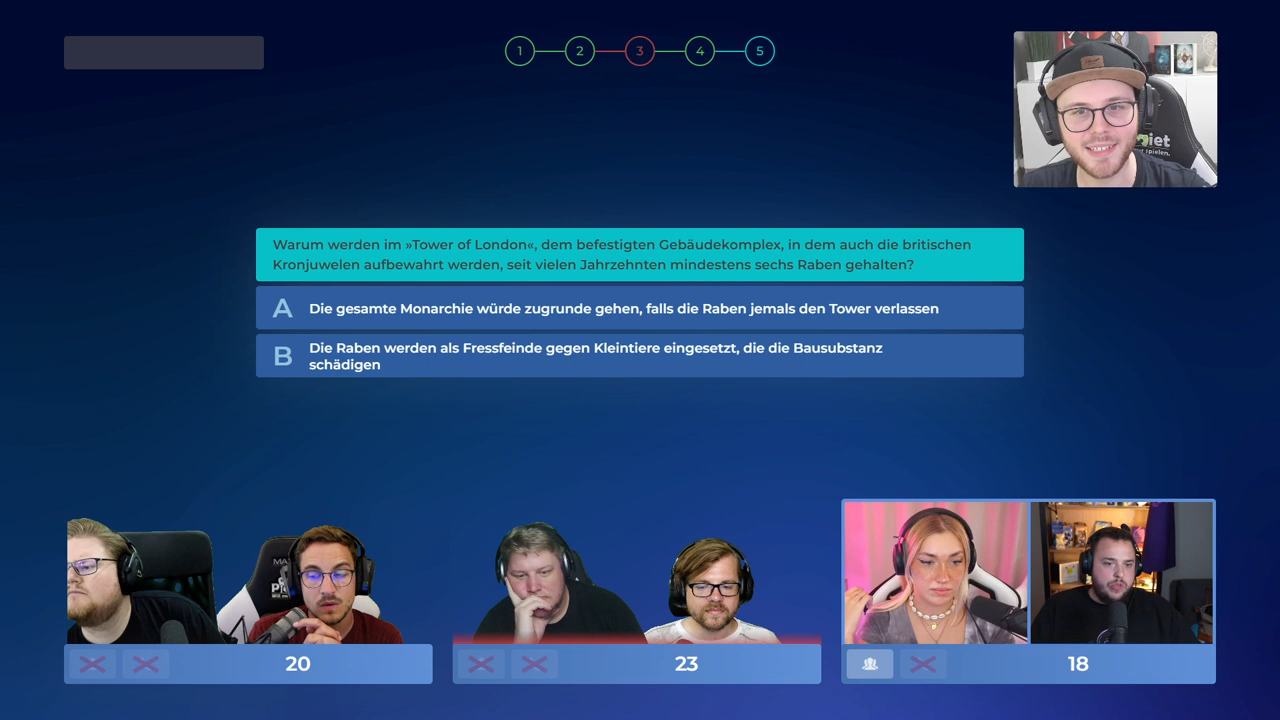 1 2 3 4 5
Warum werden im »Tower of London«, dem befestigten Gebäudekomplex, in dem auch die britischen
Kronjuwelen aufbewahrt werden, seit vielen Jahrzehnten mindestens sechs Raben gehalten?
A Die gesamte Monarchie würde zugrunde gehen, falls die Raben jemals den Tower verlassen
B Die Raben werden als Fressfeinde gegen Kleintiere eingesetzt, die die Bausubstanz
schädigen
20
23
18